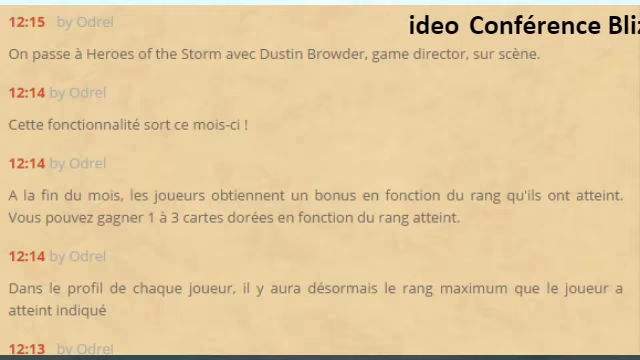 ideo Conférence Bliz
12:15 by Odrel
On passe à Heroes of the Storm avec Dustin Browder, game director, sur scène.
12:14 by Odrel
Cette fonctionnalité sort ce mois-ci !
12:14 by Odrel
A la fin du mois, les joueurs obtiennent un bonus en fonction du rang qu'ils ont atteint.
Vous pouvez gagner 1 à 3 cartes dorées en fonction du rang atteint.
12:14 by Odrel
Dans le profil de chaque joueur, il y aura désormais le rang maximum que le joueur a
atteint indiqué
12:13 by Odrel